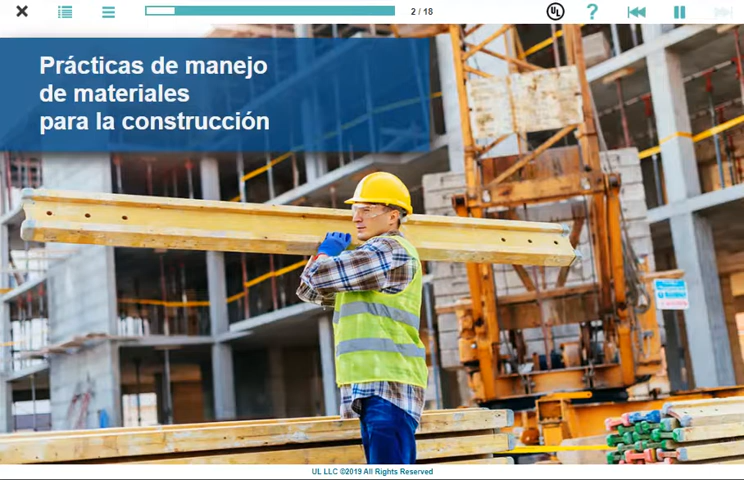 2 / 18
UL
?
Prácticas de manejo
de materiales
para la construcción
UL LLC ©2019 All Rights Reserved